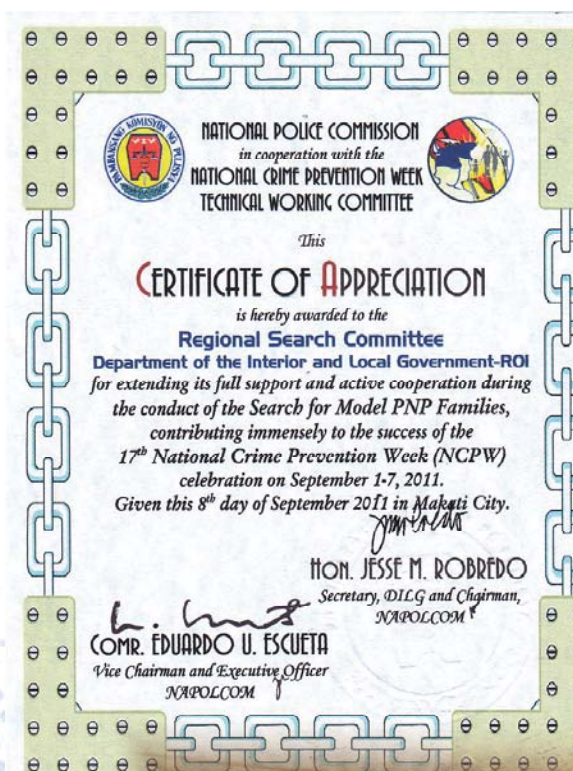 PAMBANSANG KOMISYON NG PULISYA
NATIONAL POLICE COMMISSION
in cooperation with the
NATIONAL CRIME PREVENTION WEEK
TECHNICAL WORKING COMMITTEE
This
CERTIFICATE OF APPRECIATION
is hereby awarded to the
Regional Search Committee
Department of the Interior and Local Government-ROI
for extending its full support and active cooperation during
the conduct of the Search for Model PNP Families,
contributing immensely to the success of the
17th National Crime Prevention Week (NCPW)
celebration on September 1-7, 2011.
Given this 8th day of September 2011 in Makati City.
HON. JESSE M. ROBREDO
Secretary, DILG and Chairman,
NAPOLCOM
COMR. EDUARDO U. ESCUETA
Vice Chairman and Executive Officer
NAPOLCOM